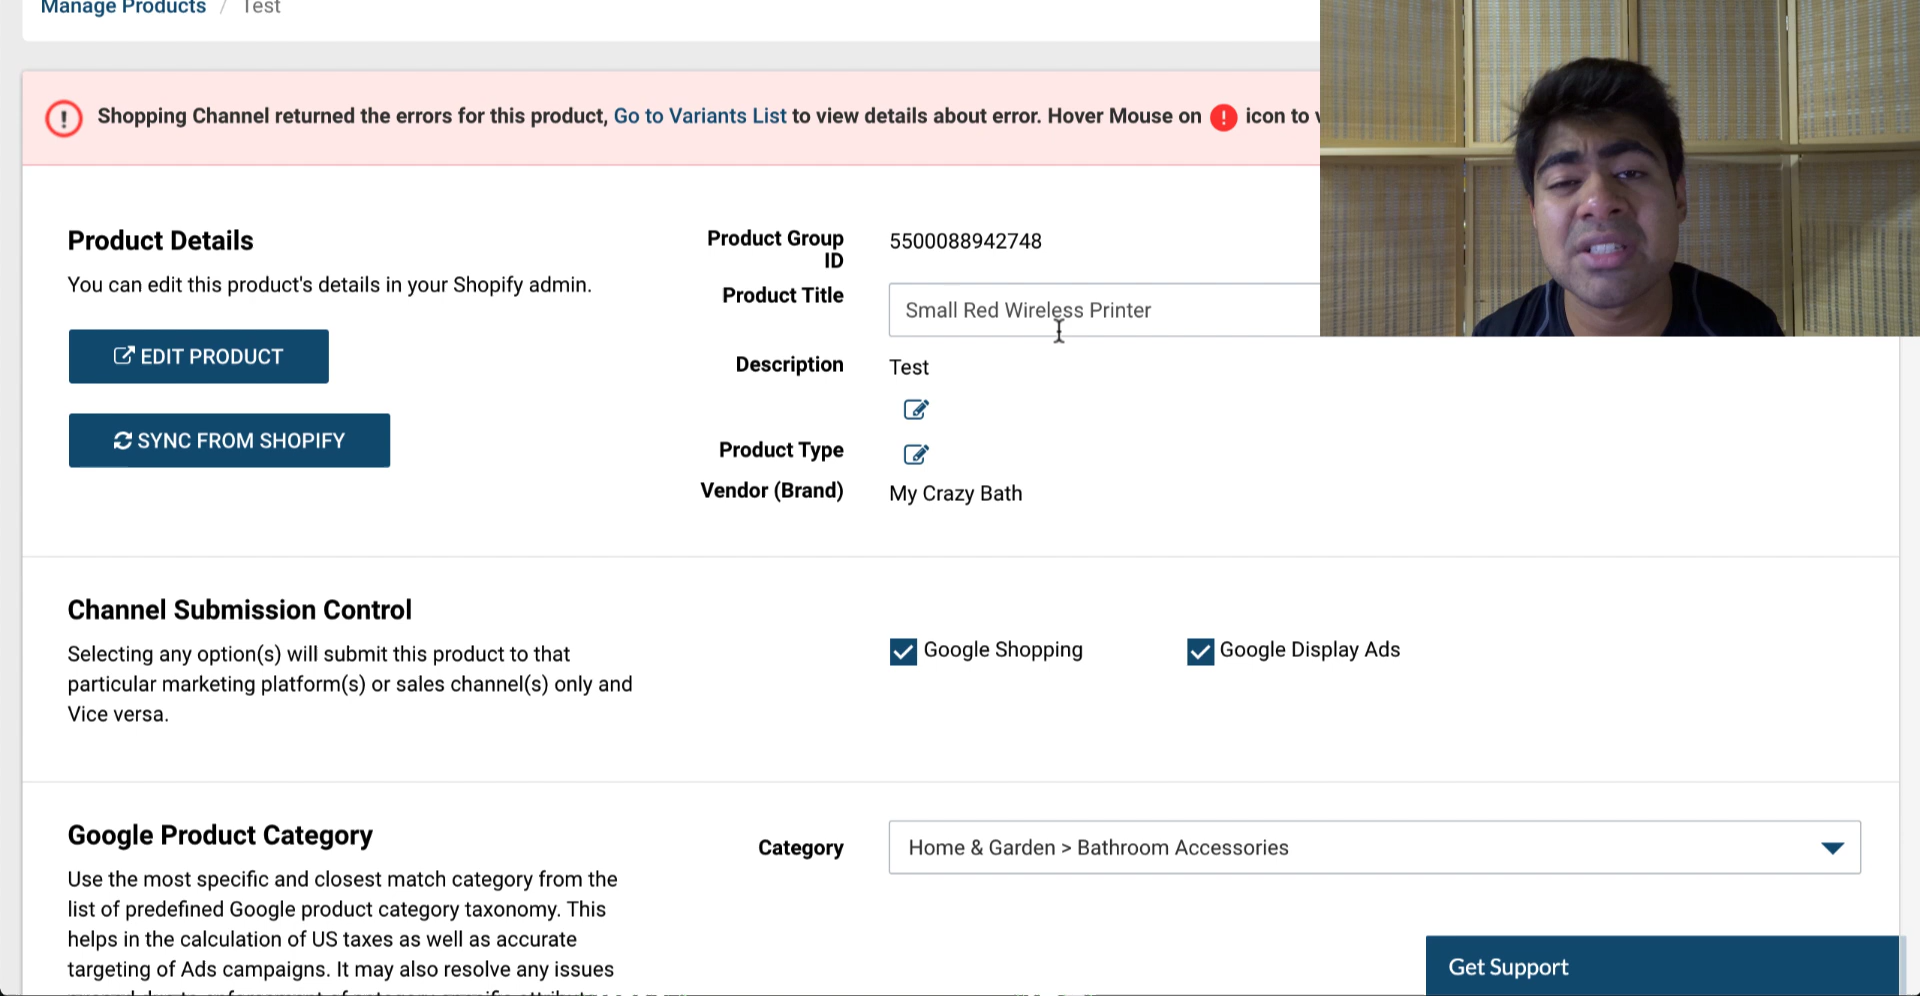 Manage Products / Test
Shopping Channel returned the errors for this product, Go to Variants List to view details about error. Hover Mouse on ! icon to
Product Details
You can edit this product's details in your Shopify admin.
EDIT PRODUCT
SYNC FROM SHOPIFY
Product Group
ID
5500088942748
Product Title
Small Red Wireless Printer
Description
Test
Product Type
Vendor (Brand)
My Crazy Bath
Channel Submission Control
Selecting any option(s) will submit this product to that
particular marketing platform(s) or sales channel(s) only and
Vice versa.
Google Shopping
Google Display Ads
Google Product Category
Use the most specific and closest match category from the
list of predefined Google product category taxonomy. This
helps in the calculation of US taxes as well as accurate
targeting of Ads campaigns. It may also resolve any issues
Category
Home & Garden > Bathroom Accessories
Get Support